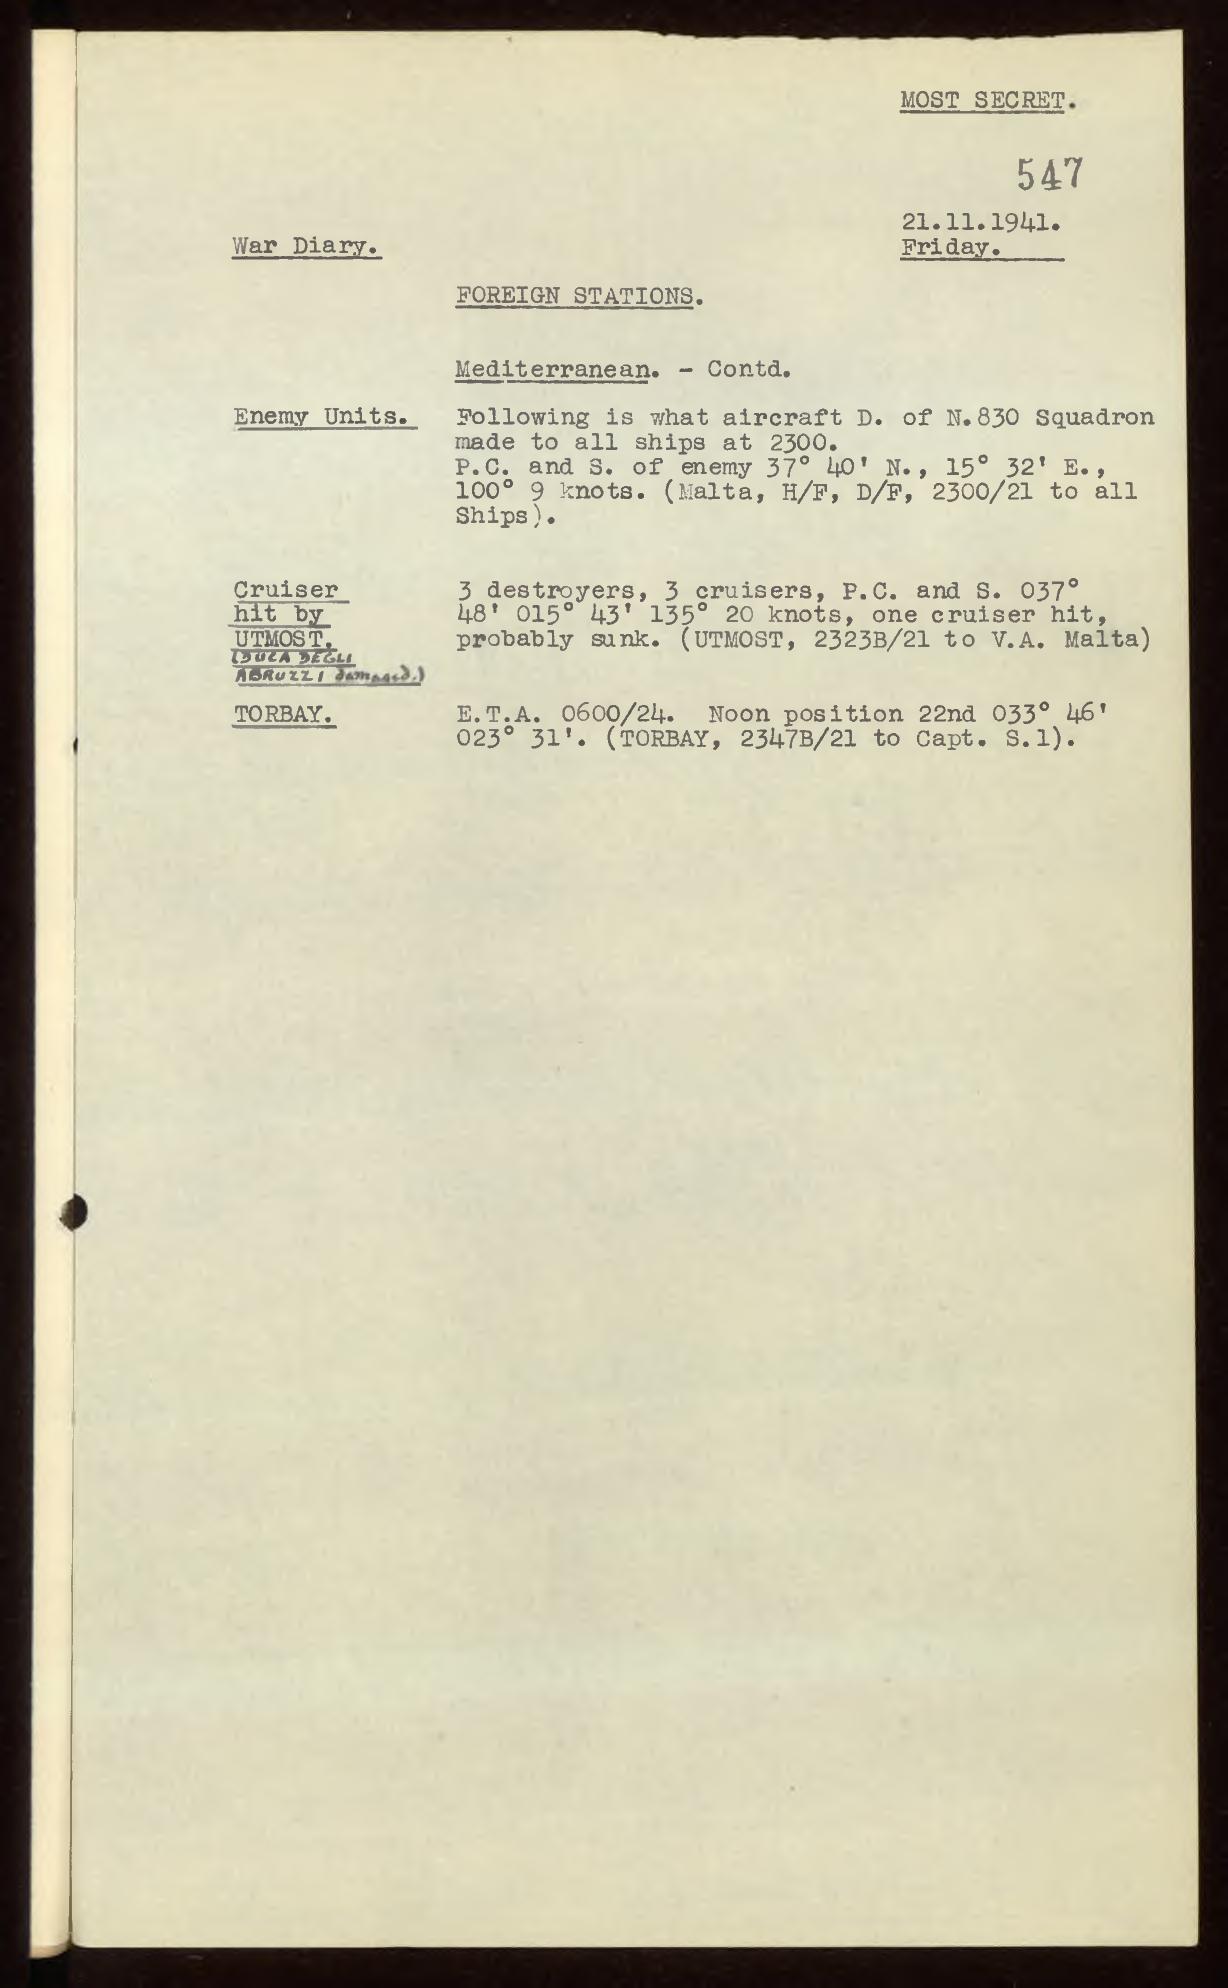 MOST SECRET.
547
21.11.1941.
War Diary.
Friday.
FOREIGN STATIONS.
Mediterranean. - Contd.
Enemy Units. Following is what aircraft D. of N.830 Squadron
made to all ships at 2300.
P.C. and S. of enemy 37° 40' N., 15° 32' E.,
100° 9 knots. (Malta, H/F, D/F, 2300/21 to all
Ships).
Cruiser 3 destroyers, 3 cruisers, P.C. and S. 037°
hit by 48' 015° 43' 135° 20 knots, one cruiser hit,
UTMOST. probably sunk. (UTMOST, 2323B/21 to V.A. Malta)
(DUCA DEGLI
ABRUZZI damaged.)
TORBAY. E.T.A. 0600/24. Noon position 22nd 033° 46'
023° 31'. (TORBAY, 2347B/21 to Capt. S.1).